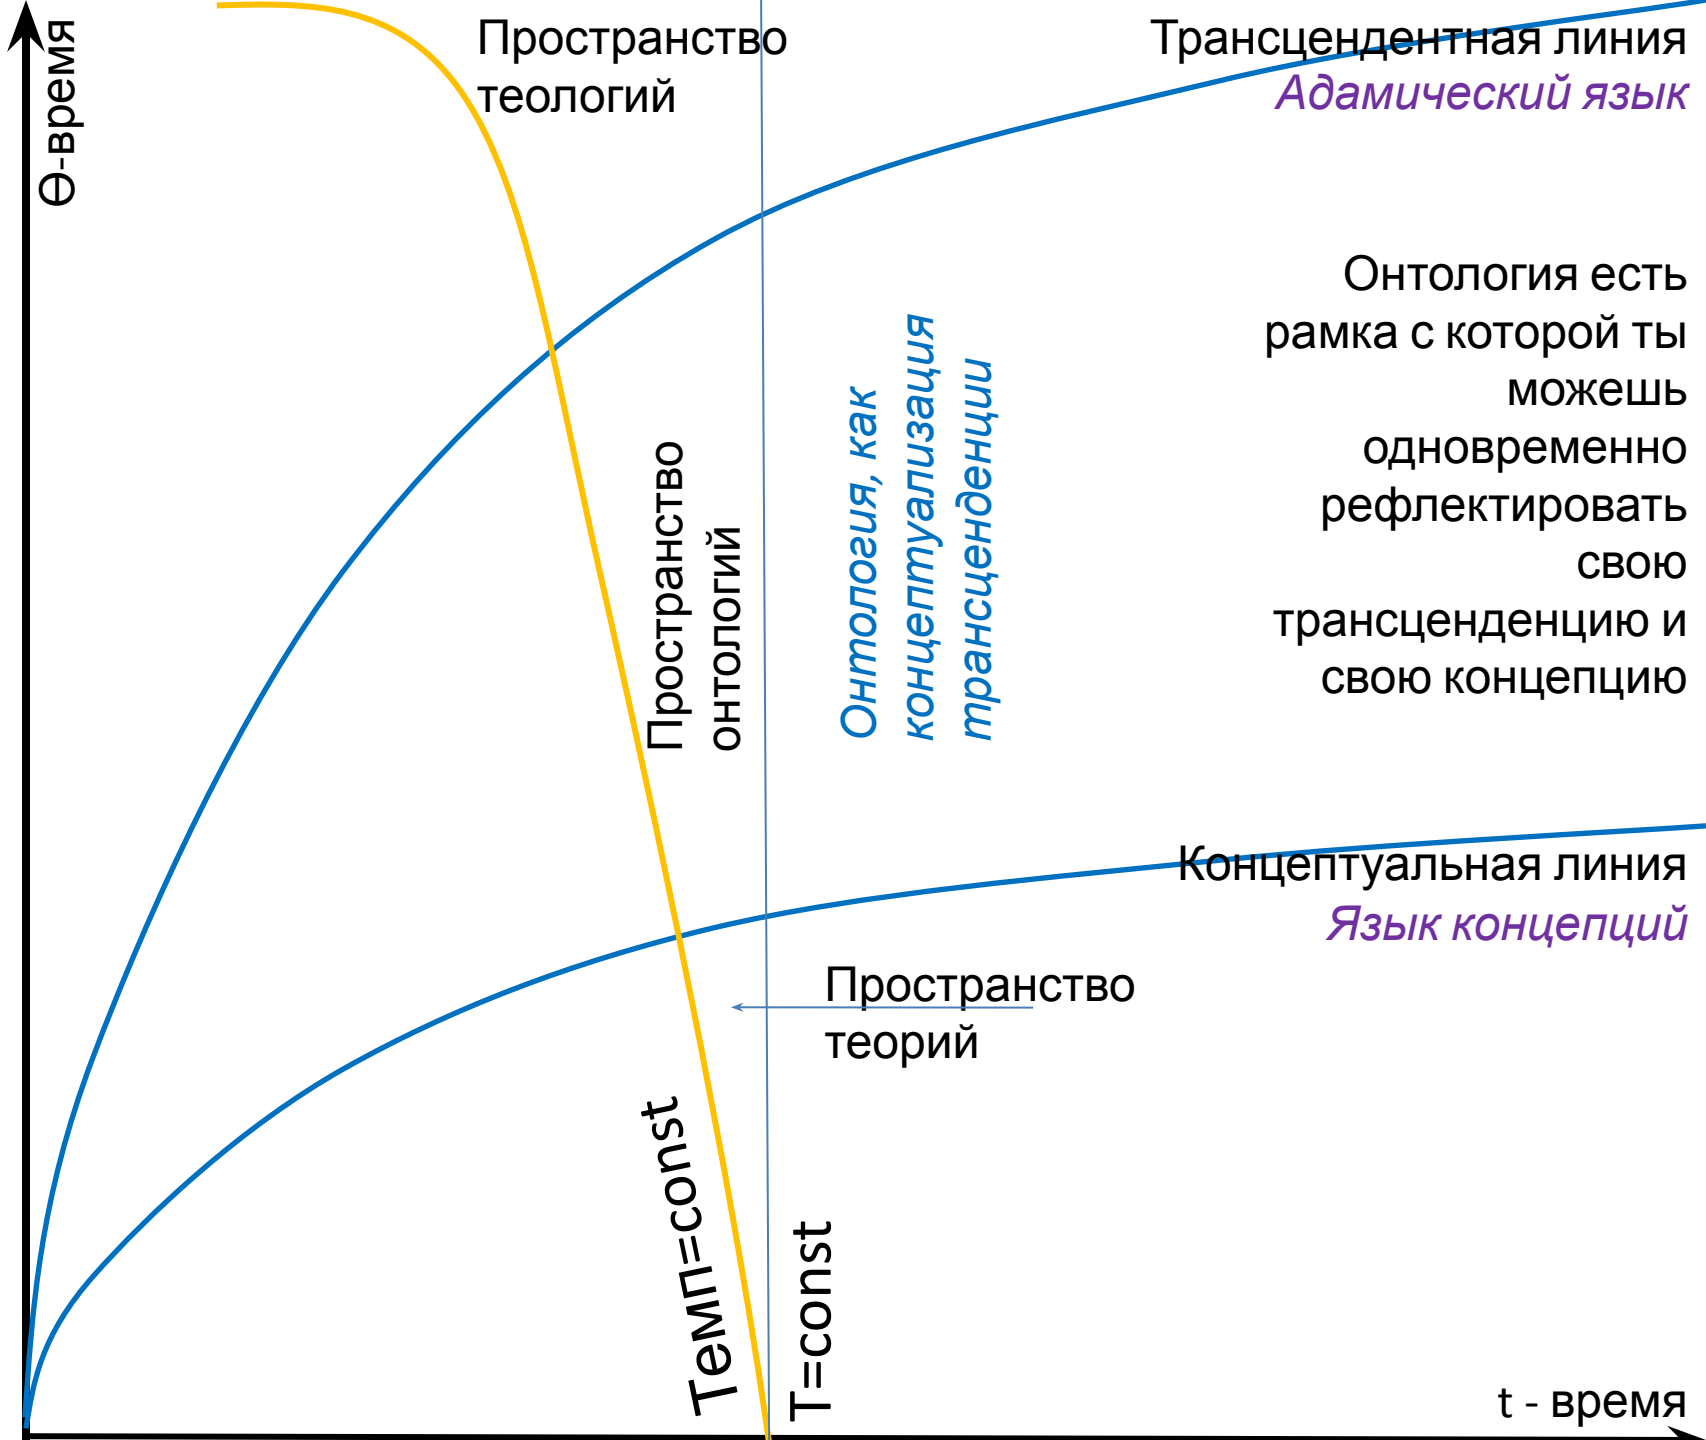 Ѳ-время
Пространство
теологий
Трансцендентная линия
Адамический язык
Онтология есть
рамка с которой ты
можешь
одновременно
рефлектировать
свою
трансценденцию и
свою концепцию
Пространство
онтологий
Онтология, как
концептуализация
трансценденции
Концептуальная линия
Язык концепций
Пространство
теорий
Темп=const
T=const
t - время